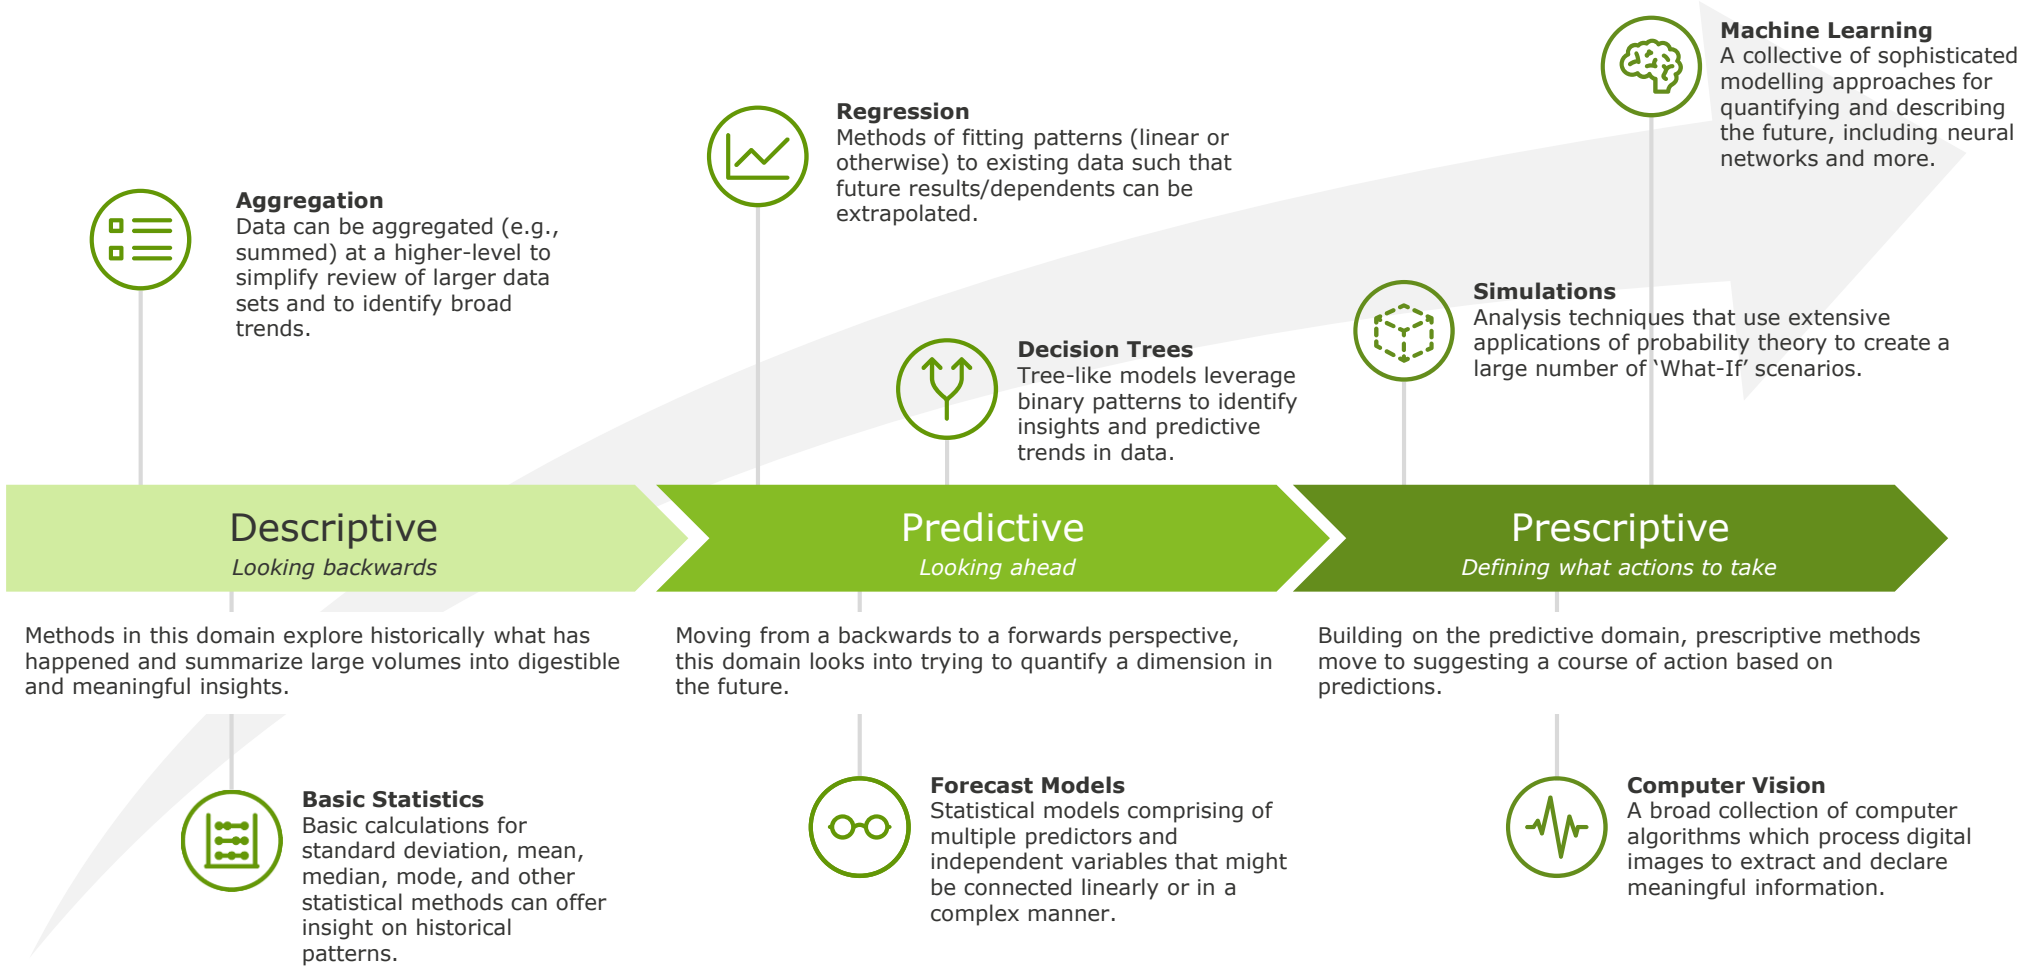 Machine Learning
A collective of sophisticated
modelling approaches for
quantifying and describing
the future, including neural
networks and more.
Regression
Methods of fitting patterns (linear or
otherwise) to existing data such that
future results/dependents can be
extrapolated.
Aggregation
Data can be aggregated (e.g.,
summed) at a higher-level to
simplify review of larger data
sets and to identify broad
trends.
Simulations
Analysis techniques that use extensive
applications of probability theory to create a
large number of ‘What-If’ scenarios.
Decision Trees
Tree-like models leverage
binary patterns to identify
insights and predictive
trends in data.
Descriptive
Looking backwards
Predictive
Looking ahead
Prescriptive
Defining what actions to take
Methods in this domain explore historically what has
happened and summarize large volumes into digestible
and meaningful insights.
Moving from a backwards to a forwards perspective,
this domain looks into trying to quantify a dimension in
the future.
Building on the predictive domain, prescriptive methods
move to suggesting a course of action based on
predictions.
Basic Statistics
Basic calculations for
standard deviation, mean,
median, mode, and other
statistical methods can offer
insight on historical
patterns.
Forecast Models
Statistical models comprising of
multiple predictors and
independent variables that might
be connected linearly or in a
complex manner.
Computer Vision
A broad collection of computer
algorithms which process digital
images to extract and declare
meaningful information.